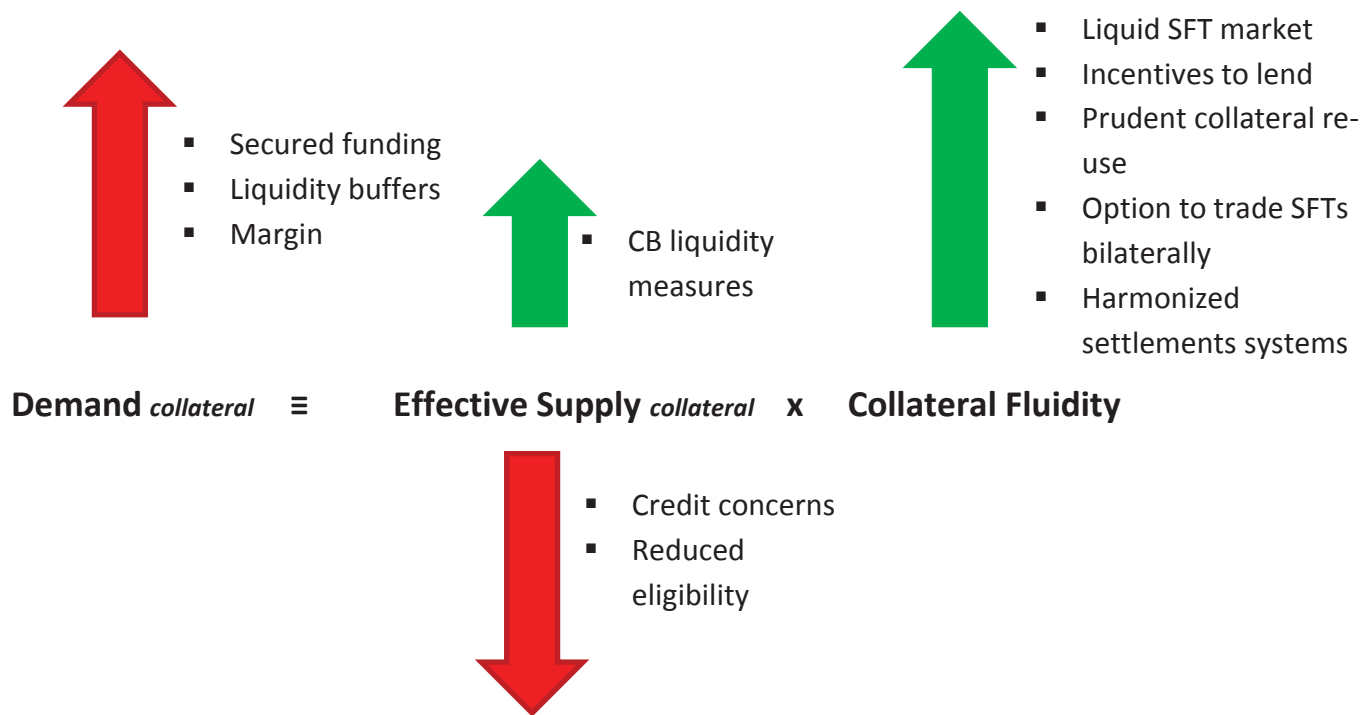 ▪ Secured funding
▪ Liquidity buffers
▪ Margin
▪ CB liquidity
measures
▪ Liquid SFT market
▪ Incentives to lend
▪ Prudent collateral re-
use
▪ Option to trade SFTs
bilaterally
▪ Harmonized
settlements systems
Demand collateral ≡ Effective Supply collateral x Collateral Fluidity
▪ Credit concerns
▪ Reduced
eligibility